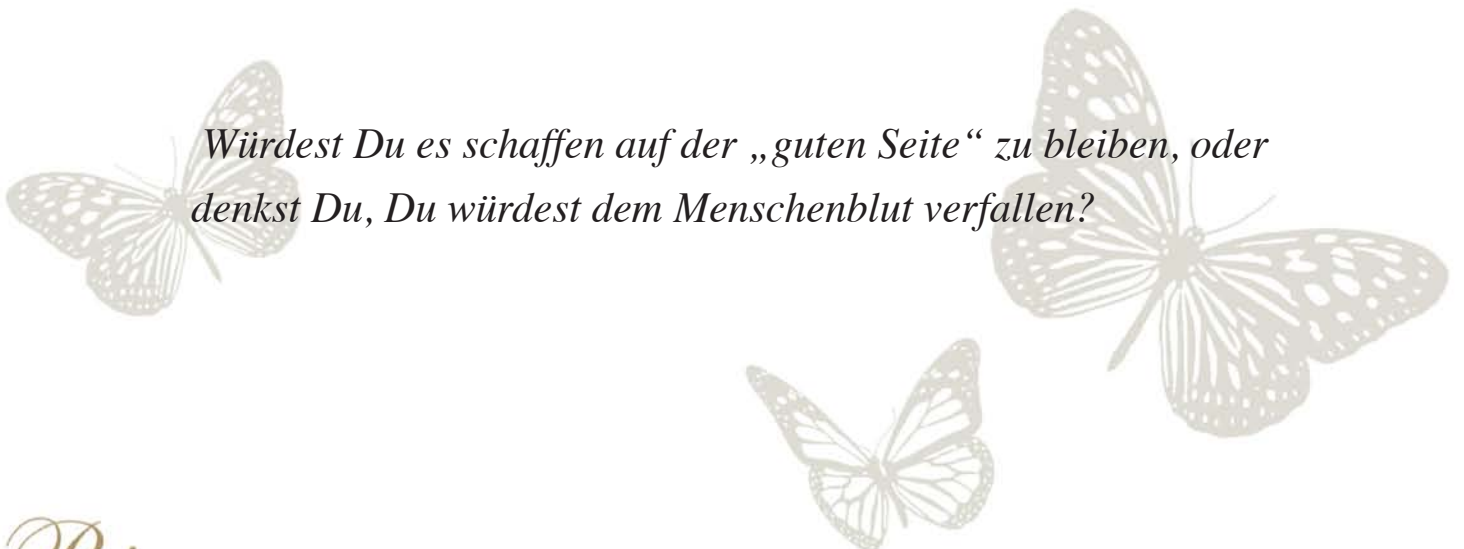 Würdest Du es schaffen auf der „guten Seite“ zu bleiben, oder
denkst Du, Du würdest dem Menschenblut verfallen?